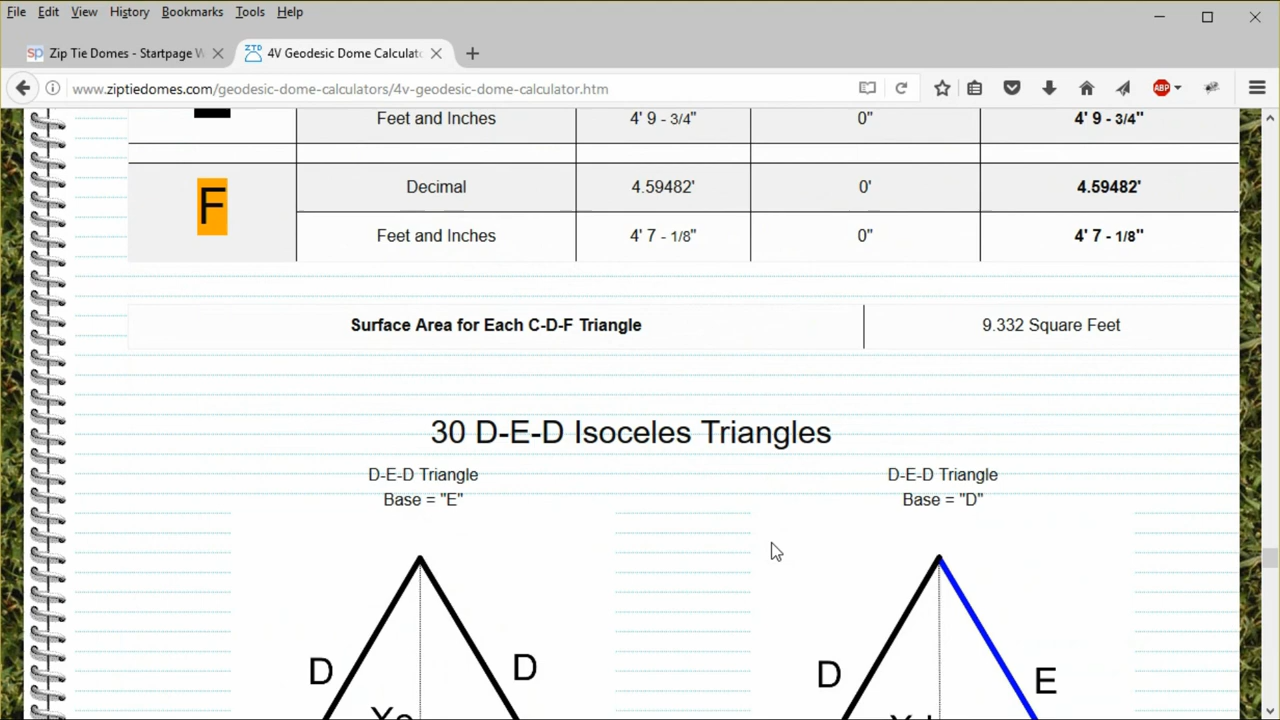 File Edit View History Bookmarks Tools Help
sp Zip Tie Domes - Startpage W
ZTD 4V Geodesic Dome Calculat
www.ziptiedomes.com/geodesic-dome-calculators/4v-geodesic-dome-calculator.htm
ABP
Feet and Inches 4' 9 - 3/4" 0" 4' 9 - 3/4"
F
Decimal 4.59482' 0' 4.59482'
Feet and Inches 4' 7 - 1/8" 0" 4' 7 - 1/8"
Surface Area for Each C-D-F Triangle 9.332 Square Feet
30 D-E-D Isoceles Triangles
D-E-D Triangle
Base = "E"
D-E-D Triangle
Base = "D"
D D
D E